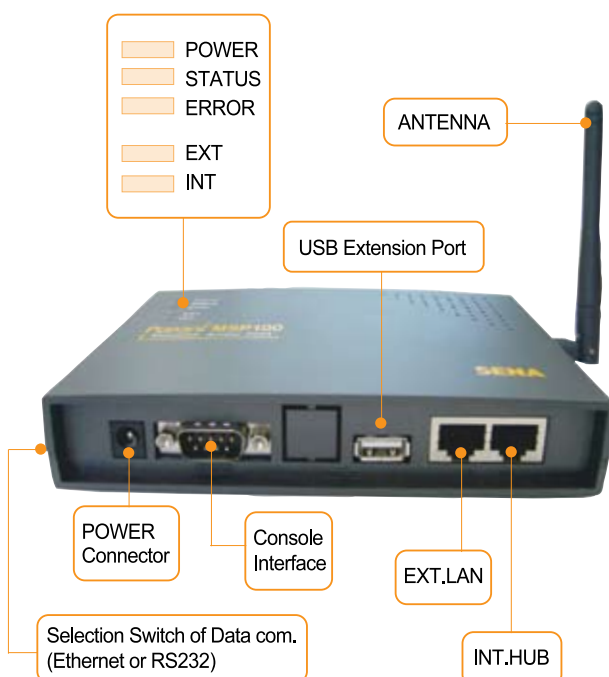 POWER
STATUS
ERROR
EXT
INT
ANTENNA
USB Extension Port
MSP100
SENA
POWER
Connector
Console
Interface
EXT.LAN
Selection Switch of Data com.
(Ethernet or RS232)
INT.HUB